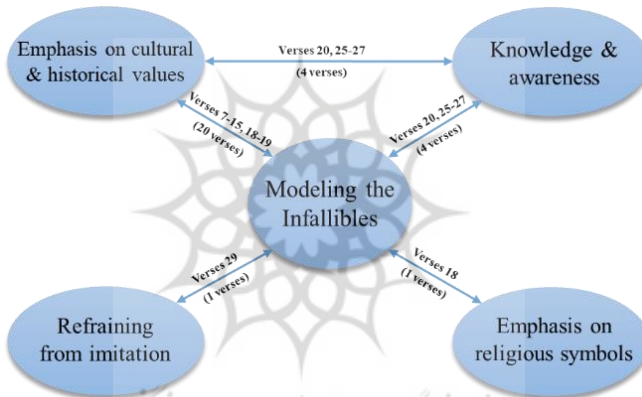 Emphasis on cultural
& historical values
Verses 20, 25-27
(4 verses)
Knowledge &
awareness
Verses 7-15, 18-19
(20 verses)
Verses 20, 25-27
(4 verses)
Modeling the
Infallibles
Verses 29
(1 verses)
Verses 18
(1 verses)
Refraining
from imitation
Emphasis on
religious symbols